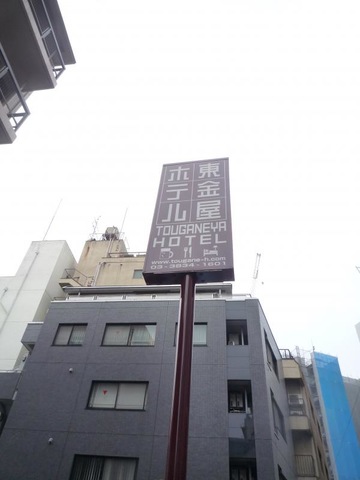 東金屋
ホテル
TOUGANEYA
HOTEL
www.tougane-h.com
03-3834-1601